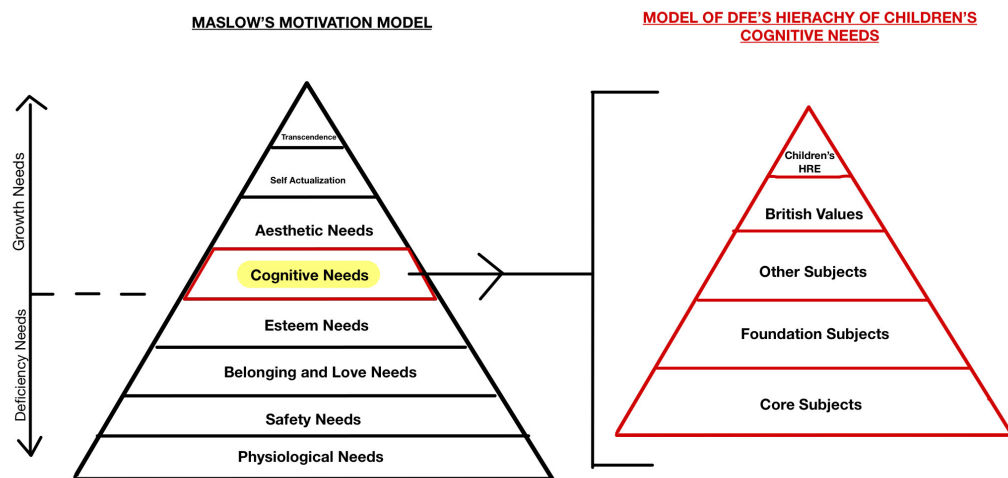 MASLOW'S MOTIVATION MODEL
MODEL OF DFE'S HIERACHY OF CHILDREN'S
COGNITIVE NEEDS
Growth Needs
Deficiency Needs
Transcendence
Self Actualization
Aesthetic Needs
Cognitive Needs
Esteem Needs
Belonging and Love Needs
Safety Needs
Physiological Needs
Children's
HRE
British Values
Other Subjects
Foundation Subjects
Core Subjects